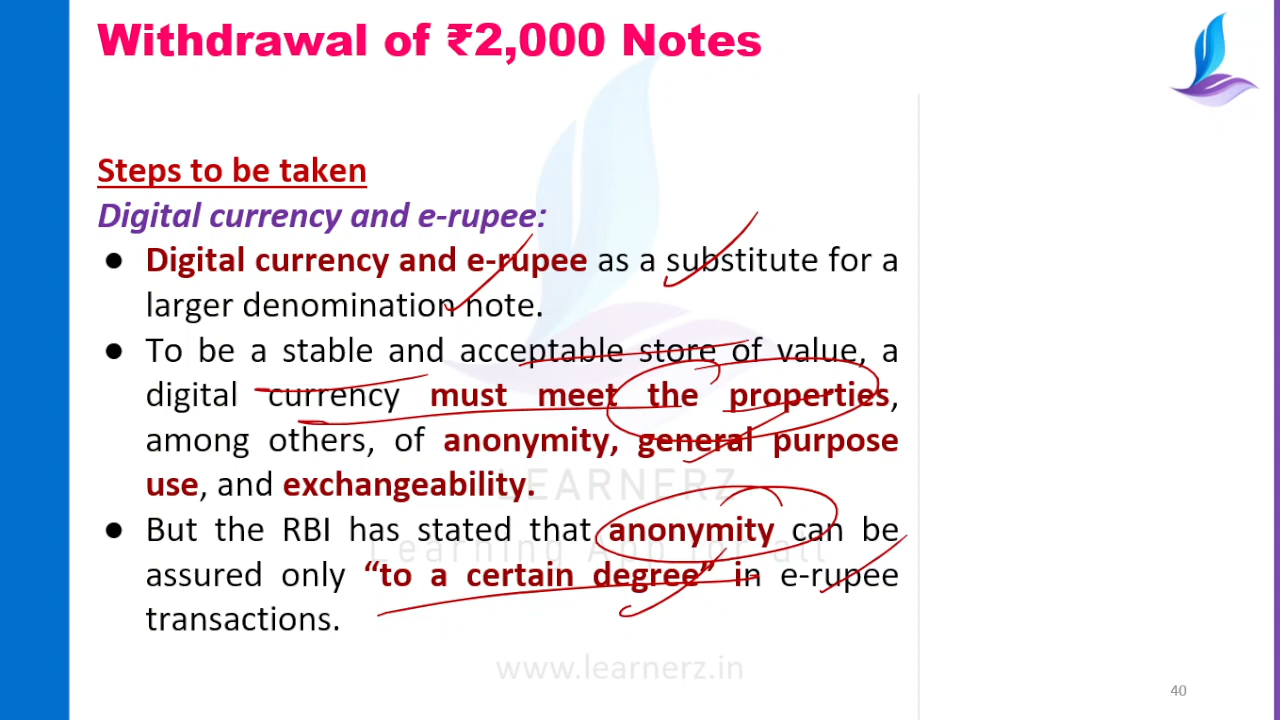 Withdrawal of ₹2,000 Notes
Steps to be taken
Digital currency and e-rupee:
● Digital currency and e-rupee as a substitute for a
larger denomination note.
● To be a stable and acceptable store of value, a
digital currency must meet the properties,
among others, of anonymity, general purpose
use, and exchangeability.
LEARNERZ
● But the RBI has stated that anonymity can be
Learning App for all
assured only “to a certain degree” in e-rupee
transactions.
www.learnerz.in
40